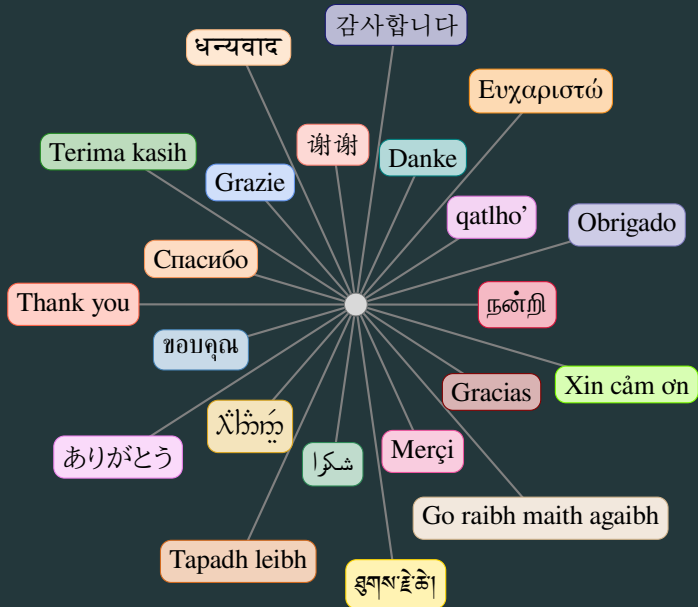 감사합니다
धन्यवाद
Ευχαριστώ
谢谢
Terima kasih
Danke
Grazie
qatlho’
Obrigado
Спасибо
Thank you
நன்றி
ขอบคุณ
Xin cảm ơn
Gracias
ありがとう
شكرا
Merçi
Go raibh maith agaibh
Tapadh leibh
ཐུགས་རྗེ་ཆེ།